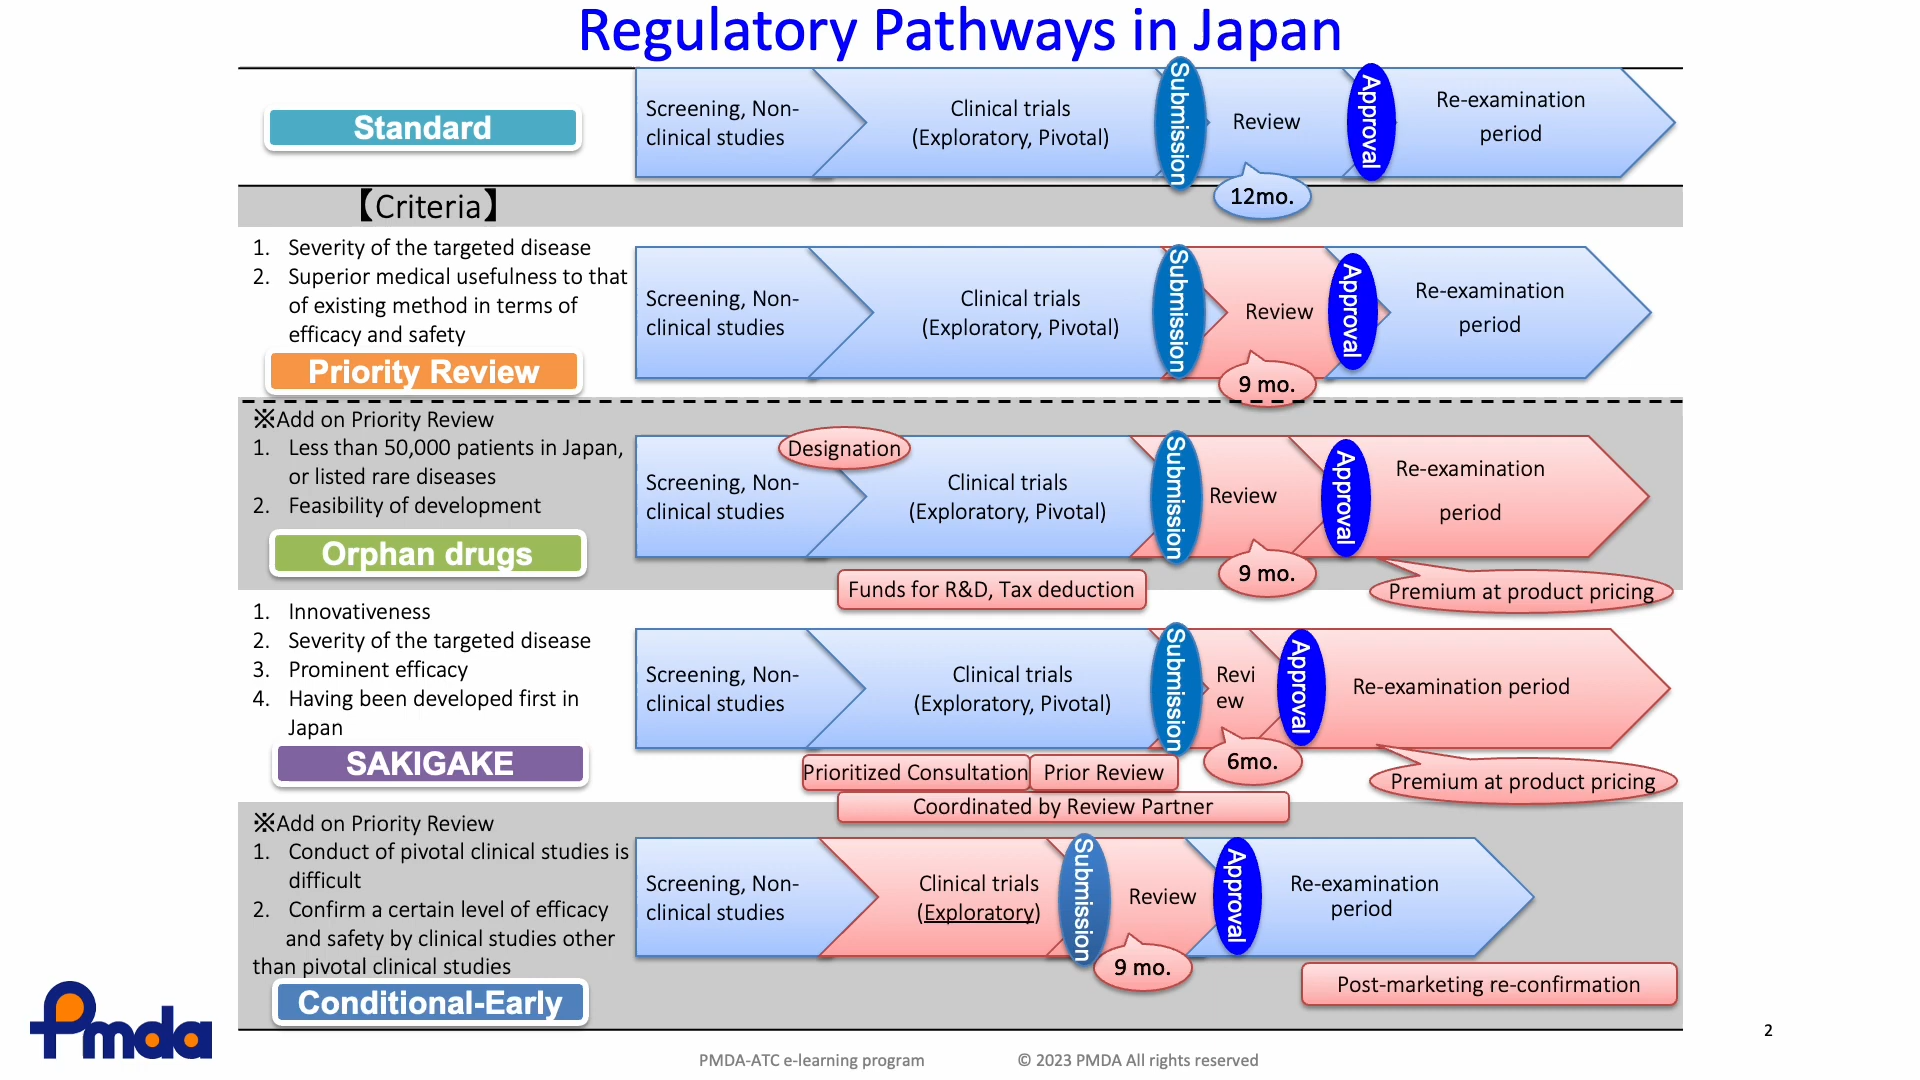 Regulatory Pathways in Japan
Standard
Screening, Non-
clinical studies
Clinical trials
(Exploratory, Pivotal)
Submission
Review
12mo.
Approval
Re-examination
period
【Criteria】
1. Severity of the targeted disease
2. Superior medical usefulness to that
of existing method in terms of
efficacy and safety
Priority Review
Screening, Non-
clinical studies
Clinical trials
(Exploratory, Pivotal)
Submission
Review
9 mo.
Approval
Re-examination
period
※Add on Priority Review
1. Less than 50,000 patients in Japan,
or listed rare diseases
2. Feasibility of development
Orphan drugs
Designation
Screening, Non-
clinical studies
Clinical trials
(Exploratory, Pivotal)
Submission
Review
9 mo.
Approval
Re-examination
period
Funds for R&D, Tax deduction
Premium at product pricing
1. Innovativeness
2. Severity of the targeted disease
3. Prominent efficacy
4. Having been developed first in
Japan
SAKIGAKE
Screening, Non-
clinical studies
Clinical trials
(Exploratory, Pivotal)
Submission
Revi
ew
6mo.
Approval
Re-examination period
Prioritized Consultation
Prior Review
Coordinated by Review Partner
Premium at product pricing
※Add on Priority Review
1. Conduct of pivotal clinical studies is
difficult
2. Confirm a certain level of efficacy
and safety by clinical studies other
than pivotal clinical studies
Conditional-Early
Screening, Non-
clinical studies
Clinical trials
(Exploratory)
Submission
Review
9 mo.
Approval
Re-examination
period
Post-marketing re-confirmation
Pmda
2
PMDA-ATC e-learning program
© 2023 PMDA All rights reserved